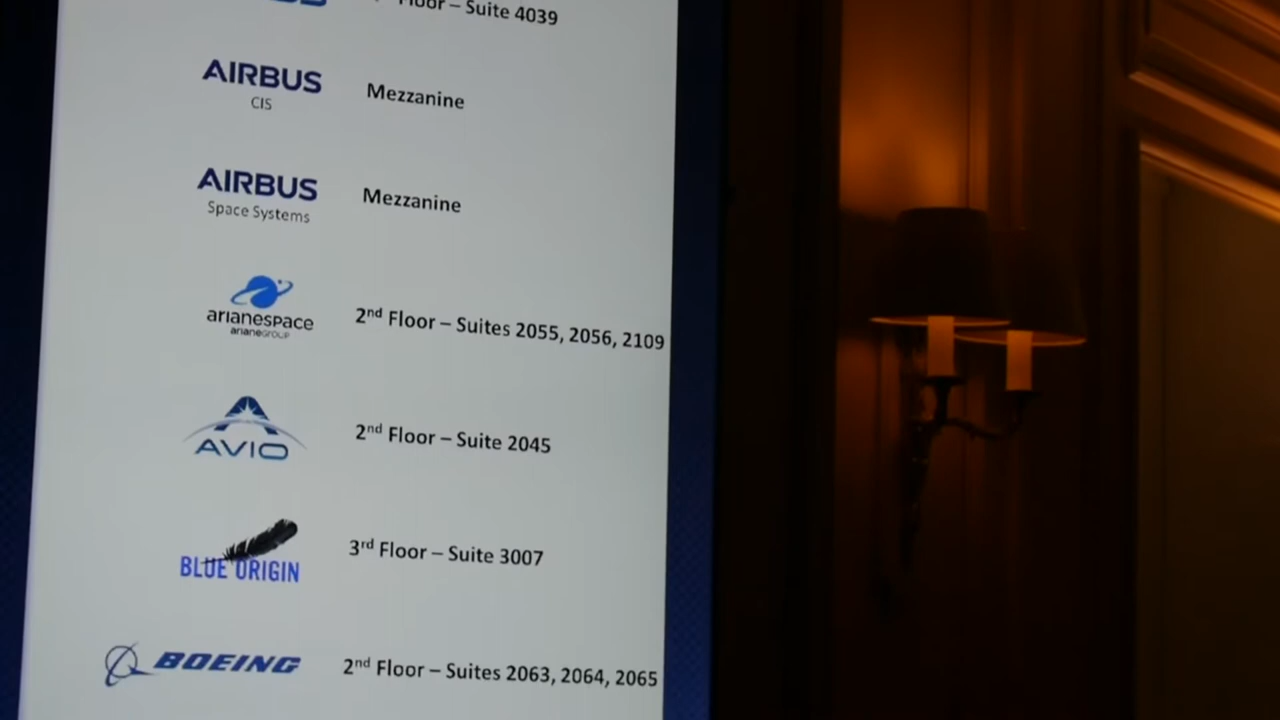 Floor – Suite 4039
AIRBUS
CIS
Mezzanine
AIRBUS
Space Systems
Mezzanine
arianespace
arianeGROUP
2nd Floor – Suites 2055, 2056, 2109
AVIO
2nd Floor – Suite 2045
BLUE ORIGIN
3rd Floor – Suite 3007
BOEING
2nd Floor – Suites 2063, 2064, 2065